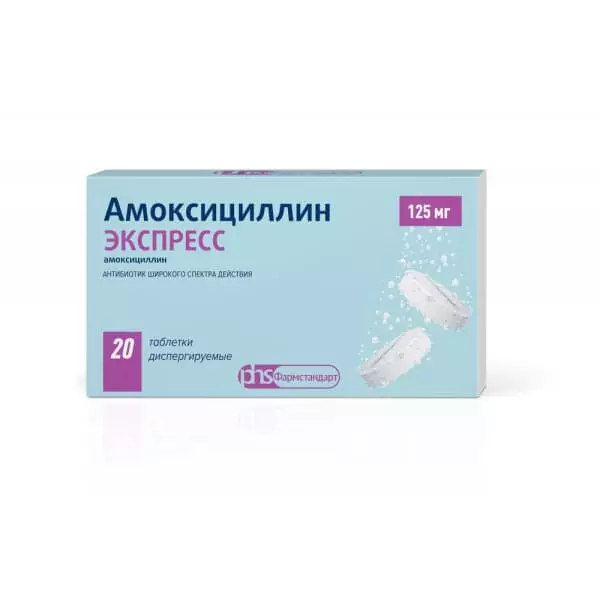 Амоксициллин
ЭКСПРЕСС
амоксициллин
АНТИБИОТИК ШИРОКОГО СПЕКТРА ДЕЙСТВИЯ
125 мг
20
таблетки
диспергируемые
phs Фармстандарт